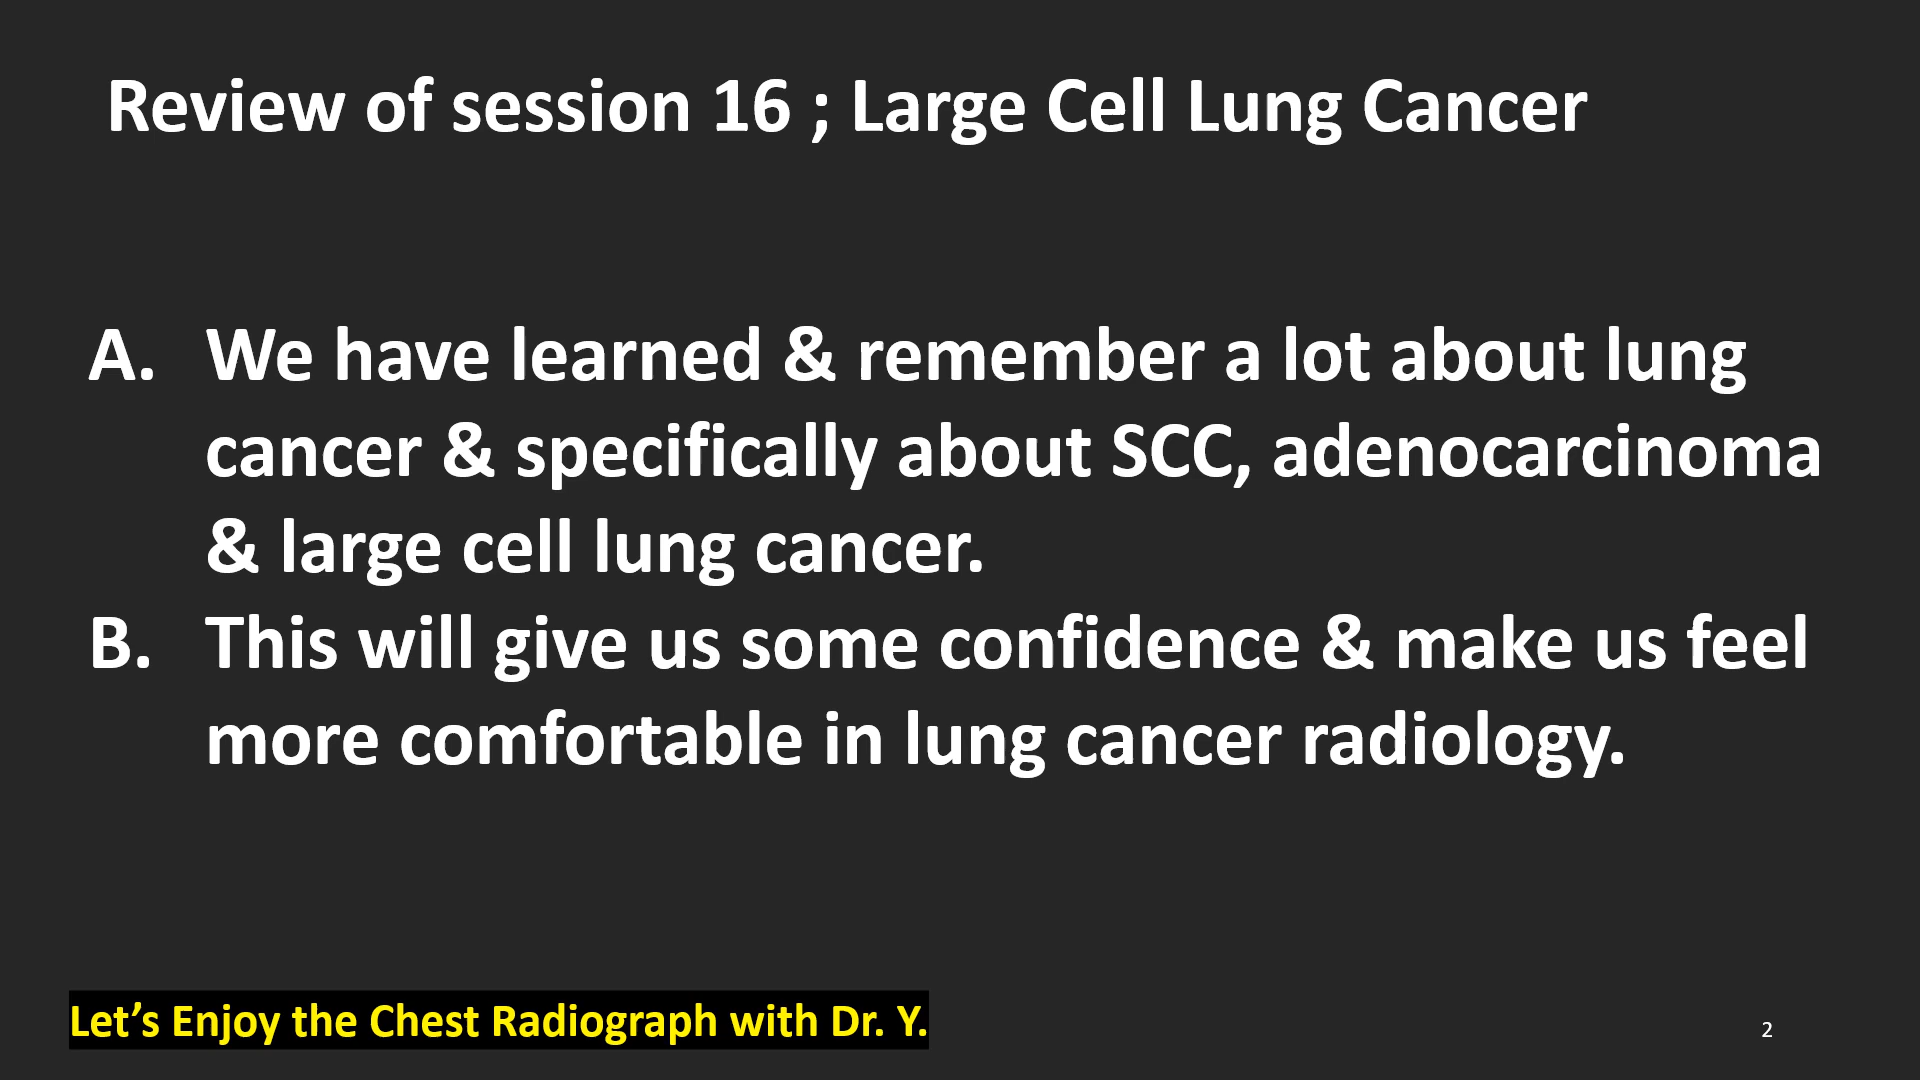 Review of session 16 ; Large Cell Lung Cancer
A. We have learned & remember a lot about lung
cancer & specifically about SCC, adenocarcinoma
& large cell lung cancer.
B. This will give us some confidence & make us feel
more comfortable in lung cancer radiology.
Let’s Enjoy the Chest Radiograph with Dr. Y.
2